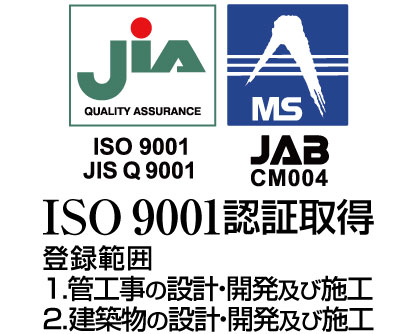 JIA
QUALITY ASSURANCE
ISO 9001
JIS Q 9001
MS
JAB
CM004
ISO 9001認証取得
登録範囲
1.管工事の設計・開発及び施工
2.建築物の設計・開発及び施工